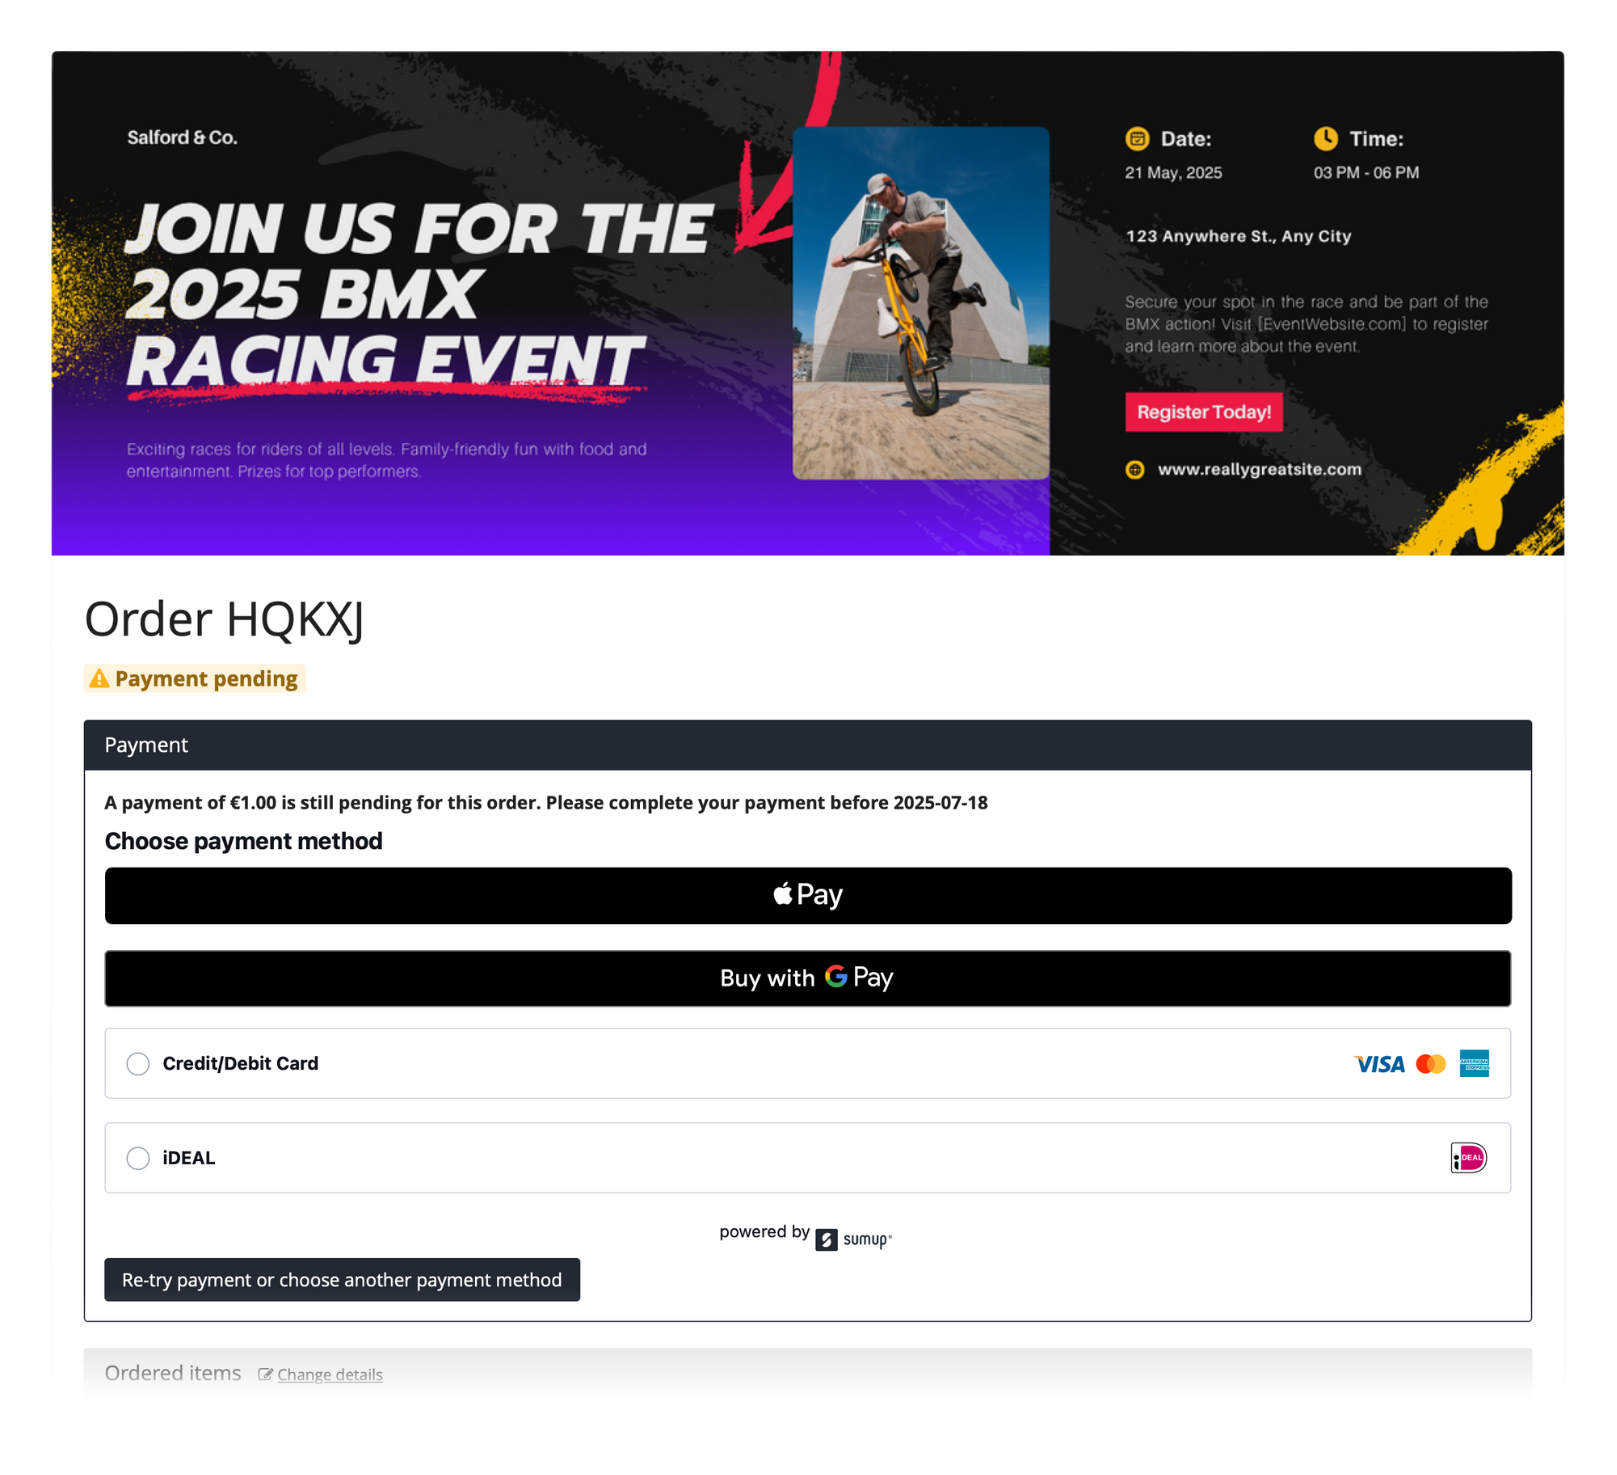 Salford & Co.
JOIN US FOR THE
2025 BMX
RACING EVENT
Exciting races for riders of all levels. Family-friendly fun with food and
entertainment. Prizes for top performers.
Date:
21 May, 2025
Time:
03 PM - 06 PM
123 Anywhere St., Any City
Secure your spot in the race and be part of the
BMX action! Visit [EventWebsite.com] to register
and learn more about the event.
Register Today!
www.reallygreatsite.com
Order HQKXJ
Payment pending
Payment
A payment of €1.00 is still pending for this order. Please complete your payment before 2025-07-18
Choose payment method
Pay
Buy with G Pay
Credit/Debit Card
VISA
AMERICAN
EXPRESS
iDEAL
iDEAL
powered by sumup®
Re-try payment or choose another payment method
Ordered items Change details